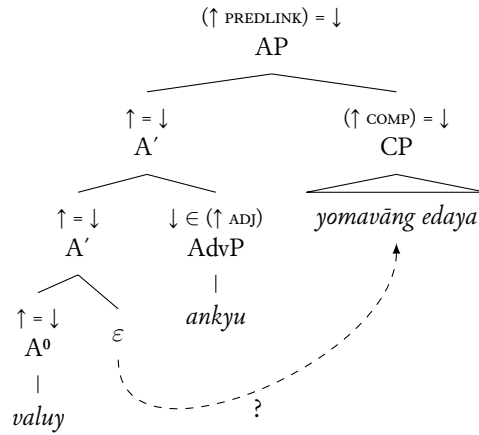 (↑ PREDLINK) = ↓
AP
↑ = ↓ (↑ COMP) = ↓
A′ CP
↑ = ↓ ↓ ∈ (↑ ADJ) yomavāng edaya
A′ AdvP
↑ = ↓ ε ankyu
A⁰
valuy ?